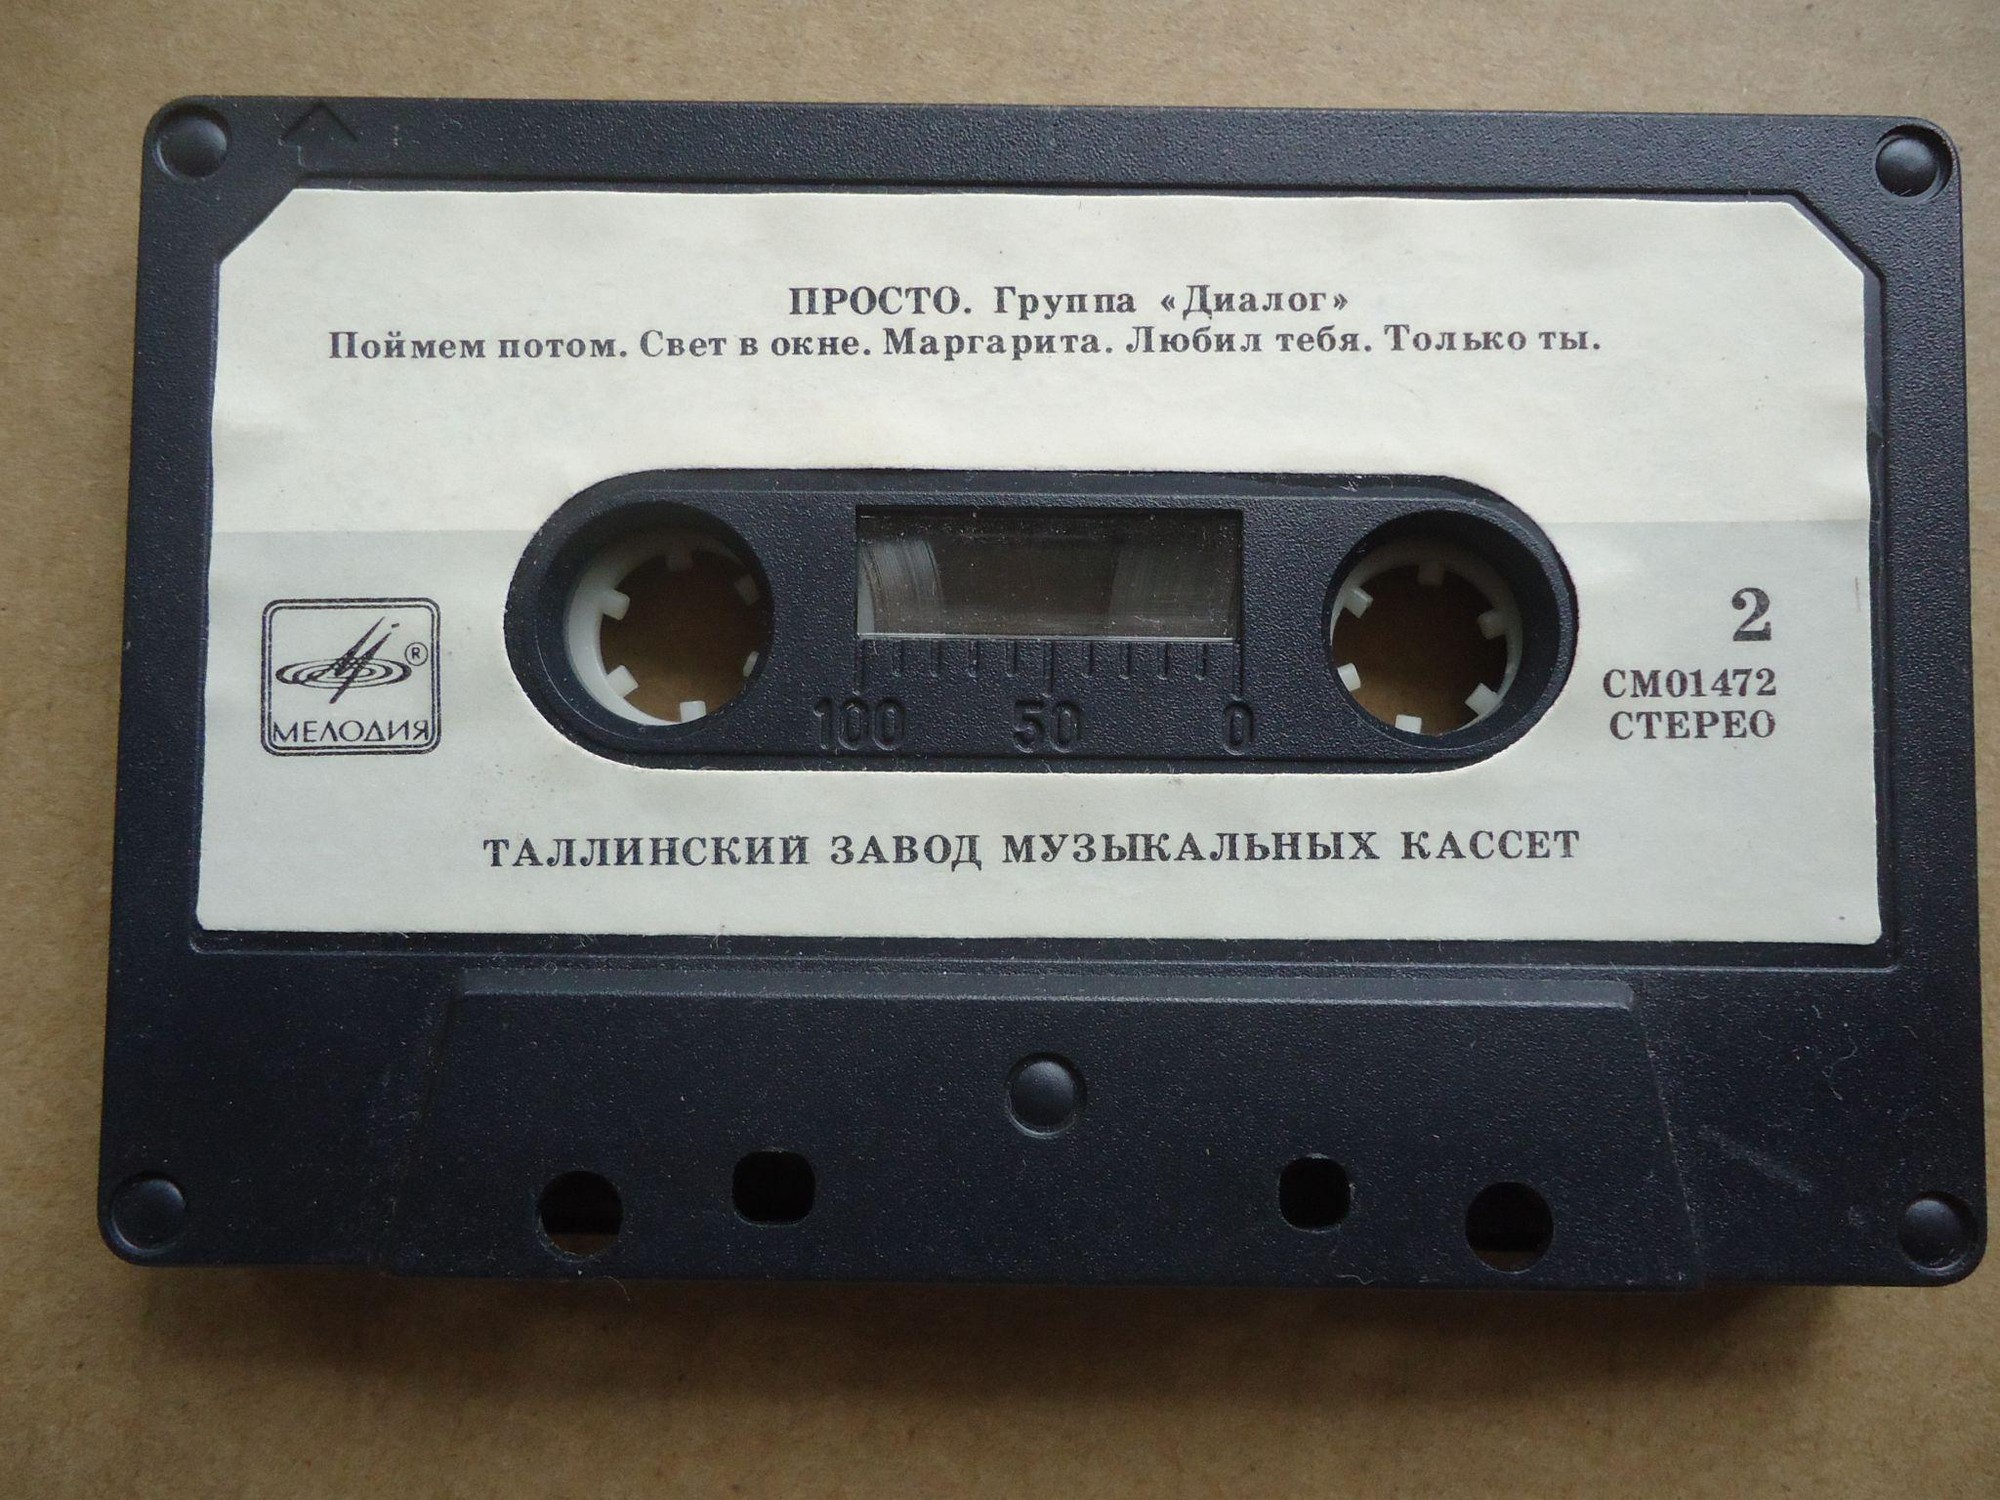 ПРОСТО. Группа «Диалог»
Поймем потом. Свет в окне. Маргарита. Любил тебя. Только ты.
100 50 0
®
МЕЛОДИЯ
2
СМ01472
СТЕРЕО
ТАЛЛИНСКИЙ ЗАВОД МУЗЫКАЛЬНЫХ КАССЕТ